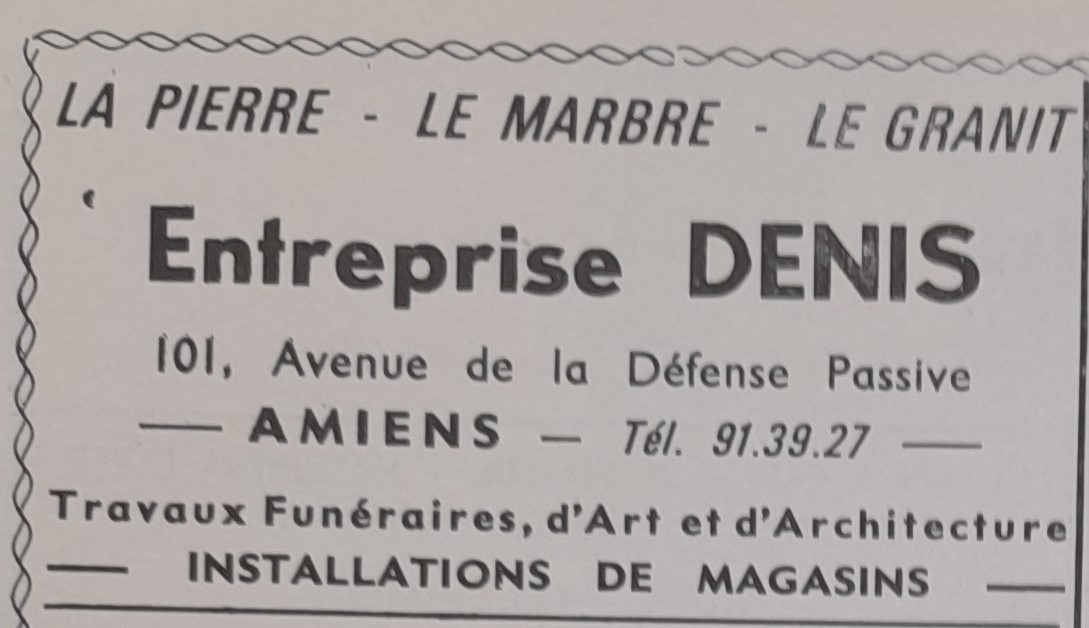 LA PIERRE - LE MARBRE - LE GRANIT
Entreprise DENIS
101, Avenue de la Défense Passive
— AMIENS — Tél. 91.39.27 —
Travaux Funéraires, d'Art et d'Architecture
— INSTALLATIONS DE MAGASINS —